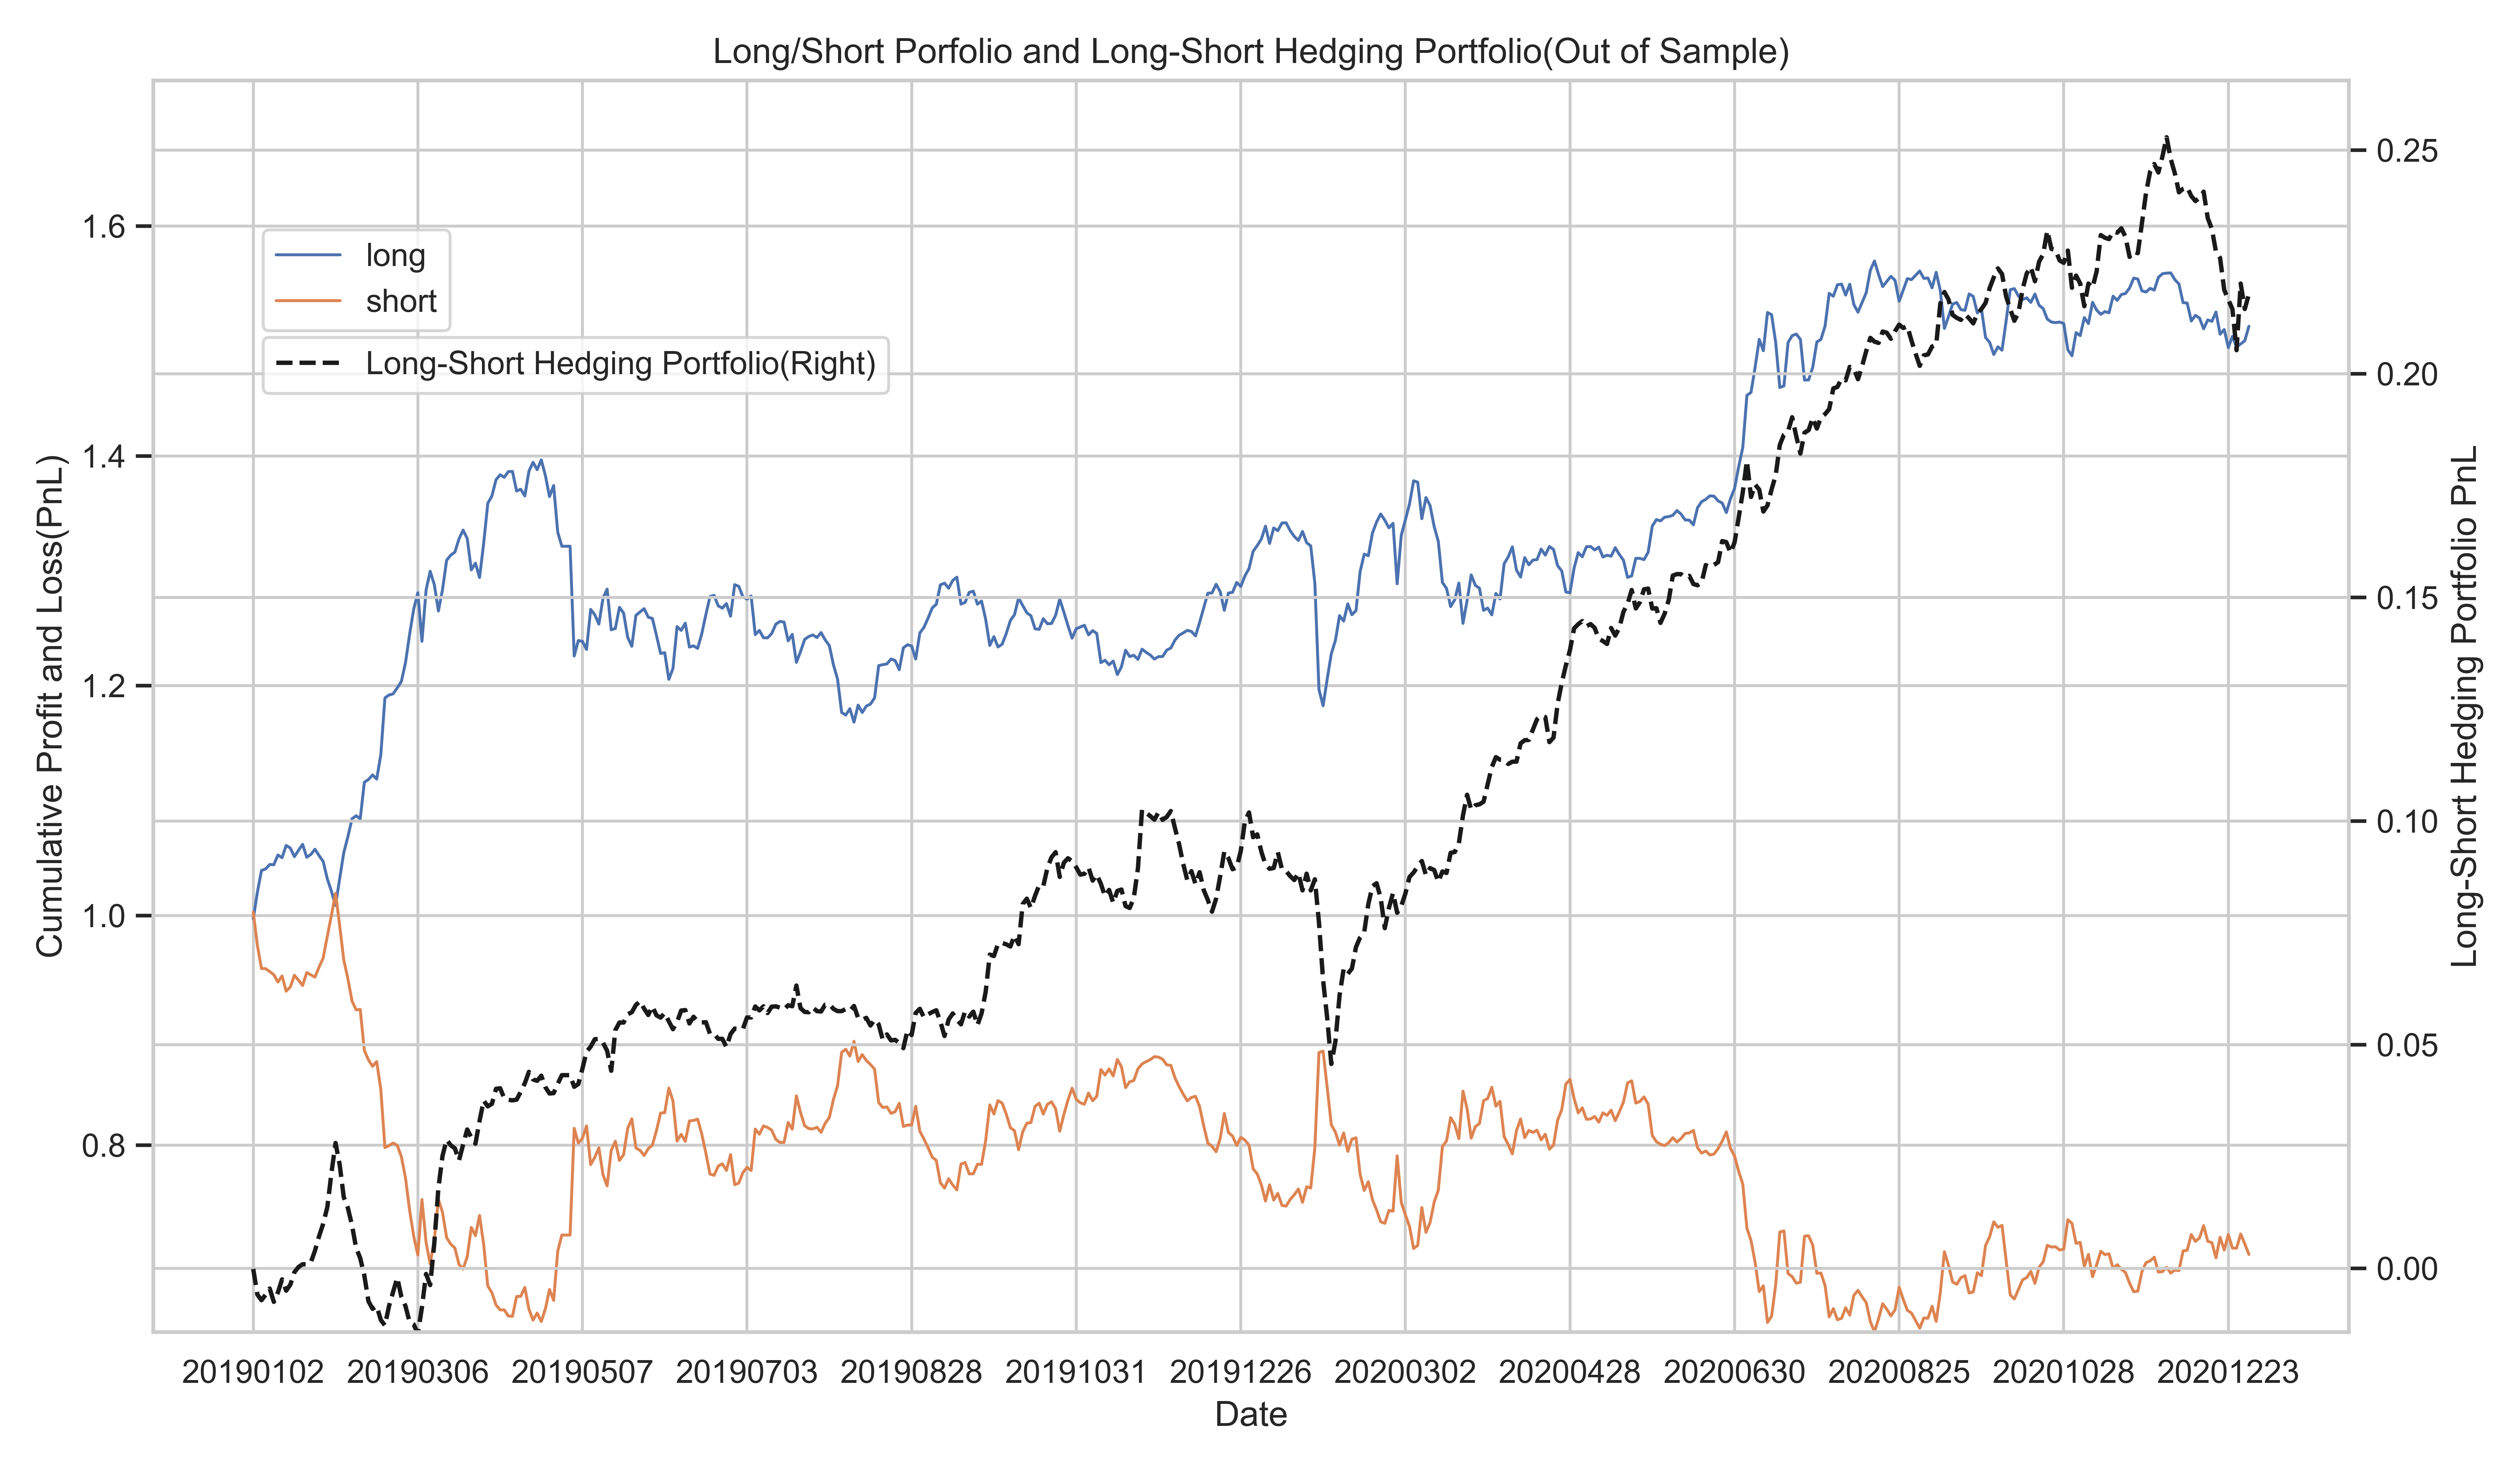 Long/Short Porfolio and Long-Short Hedging Portfolio(Out of Sample)
long
short
Long-Short Hedging Portfolio(Right)
Cumulative Profit and Loss(PnL)
1.6
1.4
1.2
1.0
0.8
0.25
0.20
0.15
0.10
0.05
0.00
Long-Short Hedging Portfolio PnL
20190102 20190306 20190507 20190703 20190828 20191031 20191226 20200302 20200428 20200630 20200825 20201028 20201223
Date